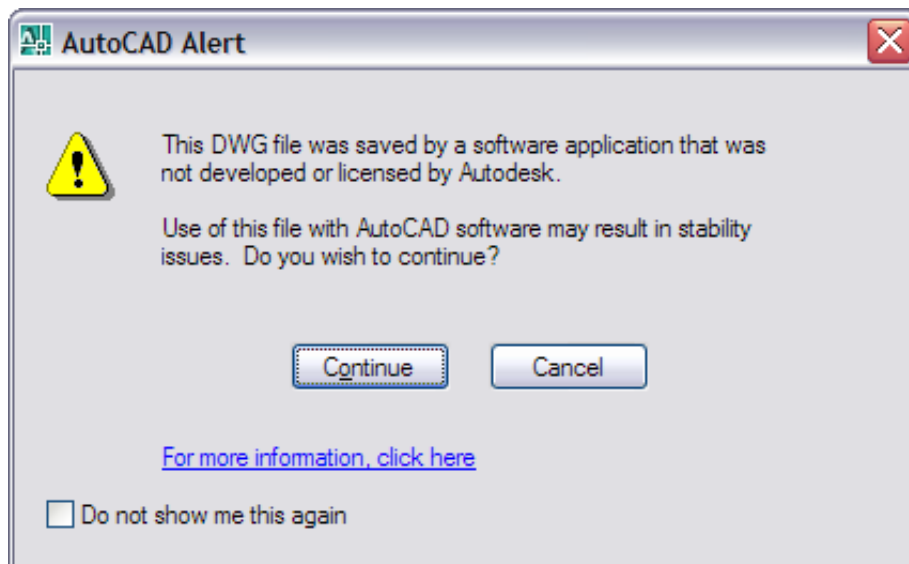 AutoCAD Alert
This DWG file was saved by a software application that was
not developed or licensed by Autodesk.
Use of this file with AutoCAD software may result in stability
issues.  Do you wish to continue?
Continue
Cancel
For more information, click here
Do not show me this again